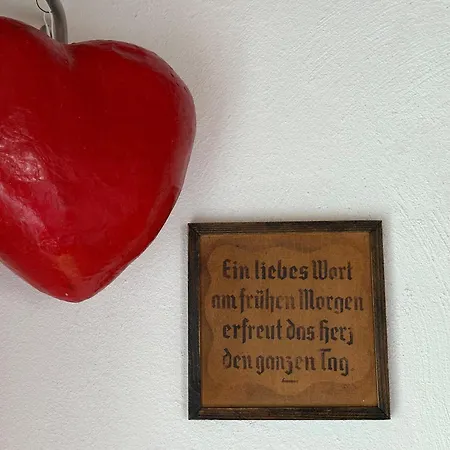 Ein liebes Wort
am frühen Morgen
erfreut das Herz
den ganzen Tag.